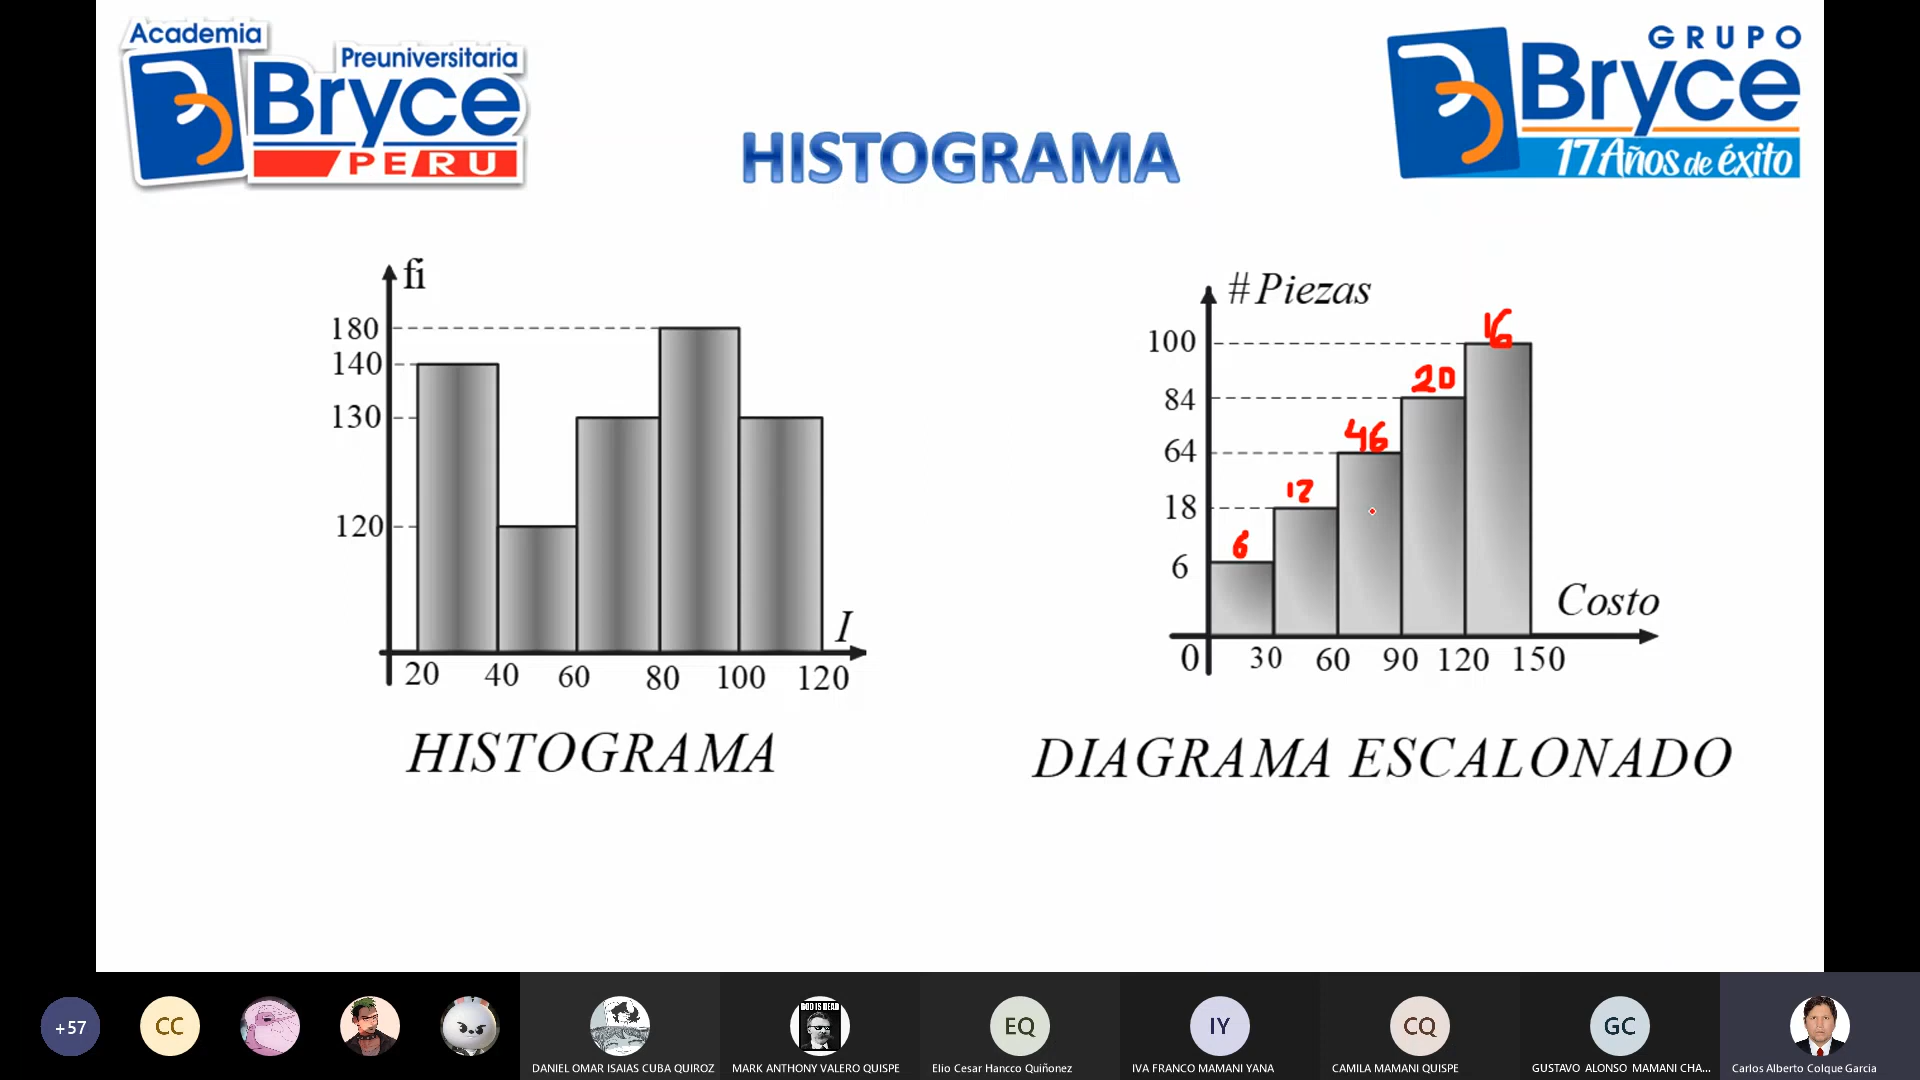 Academia
Preuniversitaria
Bryce
PERU
GRUPO
Bryce
17 Años de éxito
HISTOGRAMA
fi
180
140
130
120
20 40 60 80 100 120
I
HISTOGRAMA
# Piezas
100
84
64
18
6
16
20
46
12
6
Costo
0 30 60 90 120 150
DIAGRAMA ESCALONADO
+57
CC
GOD IS DEAD
EQ
IY
CQ
GC
DANIEL OMAR ISAIAS CUBA QUIROZ
MARK ANTHONY VALERO QUISPE
Elio Cesar Hancco Quiñonez
IVA FRANCO MAMANI YANA
CAMILA MAMANI QUISPE
GUSTAVO ALONSO MAMANI CHA...
Carlos Alberto Colque Garcia